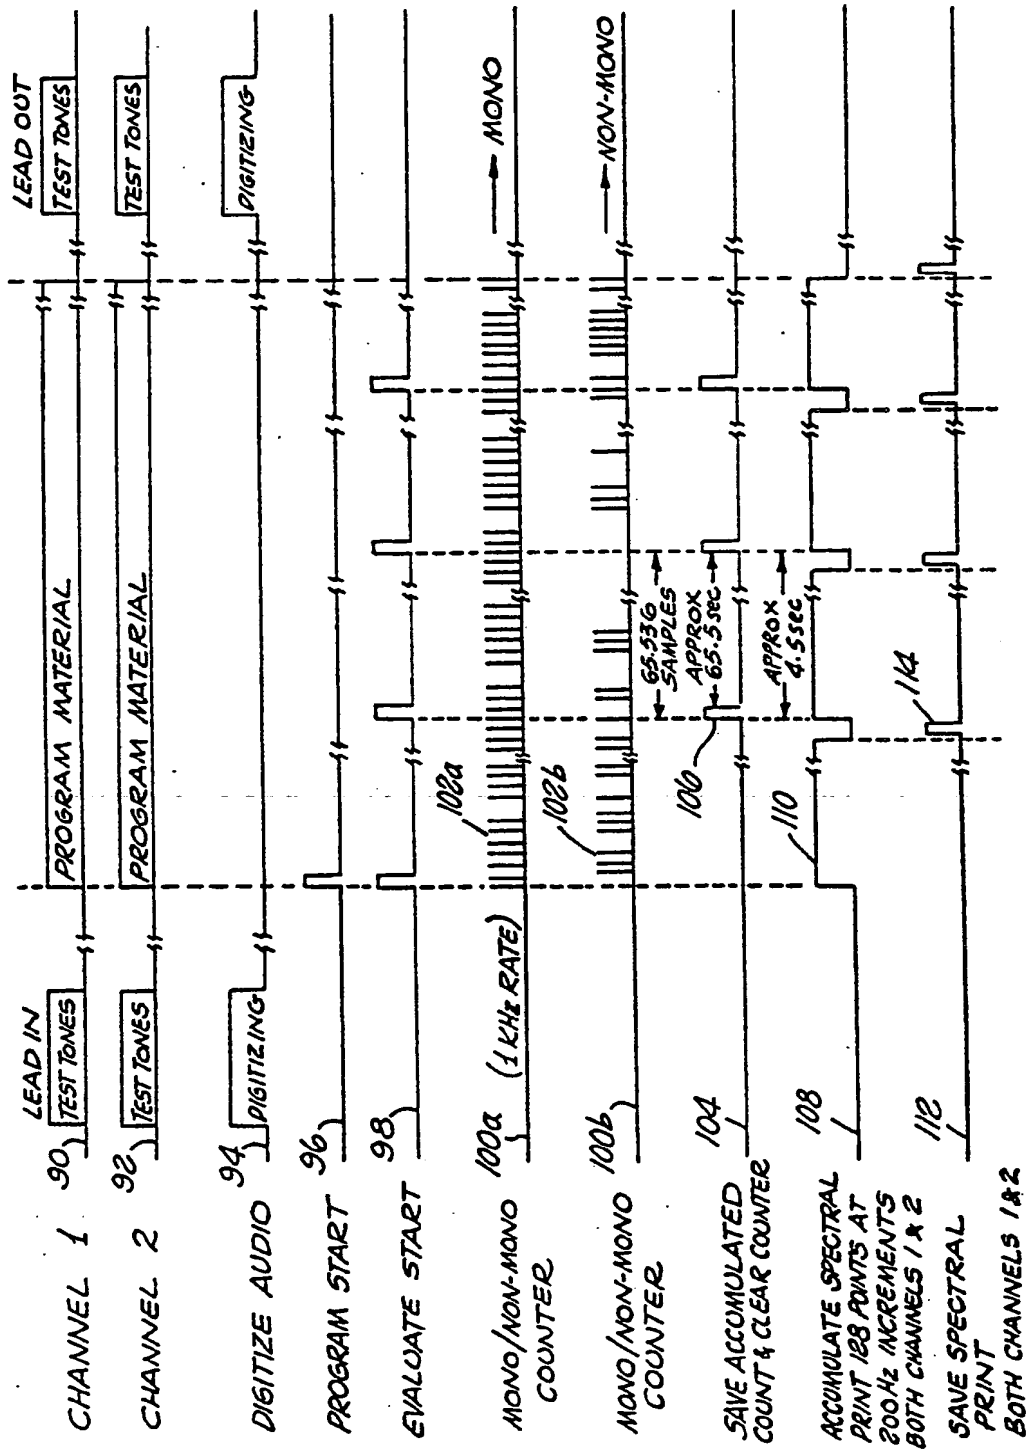 LEAD IN
LEAD OUT
CHANNEL 1
90
TEST TONES
PROGRAM MATERIAL
TEST TONES
CHANNEL 2
92
TEST TONES
PROGRAM MATERIAL
TEST TONES
DIGITIZE AUDIO
94
DIGITIZING
DIGITIZING
PROGRAM START
96
EVALUATE START
98
MONO/NON-MONO
COUNTER
100a
(1 KHz RATE)
102a
MONO
MONO/NON-MONO
COUNTER
100b
102b
NON-MONO
65.536
SAMPLES
SAVE ACCUMULATED
COUNT & CLEAR COUNTER
104
106
APPROX
65.5 sec
ACCUMULATE SPECTRAL
PRINT 128 POINTS AT
200Hz INCREMENTS
BOTH CHANNELS 1 & 2
108
110
APPROX
4.5 sec
SAVE SPECTRAL
PRINT
BOTH CHANNELS 1 & 2
112
114